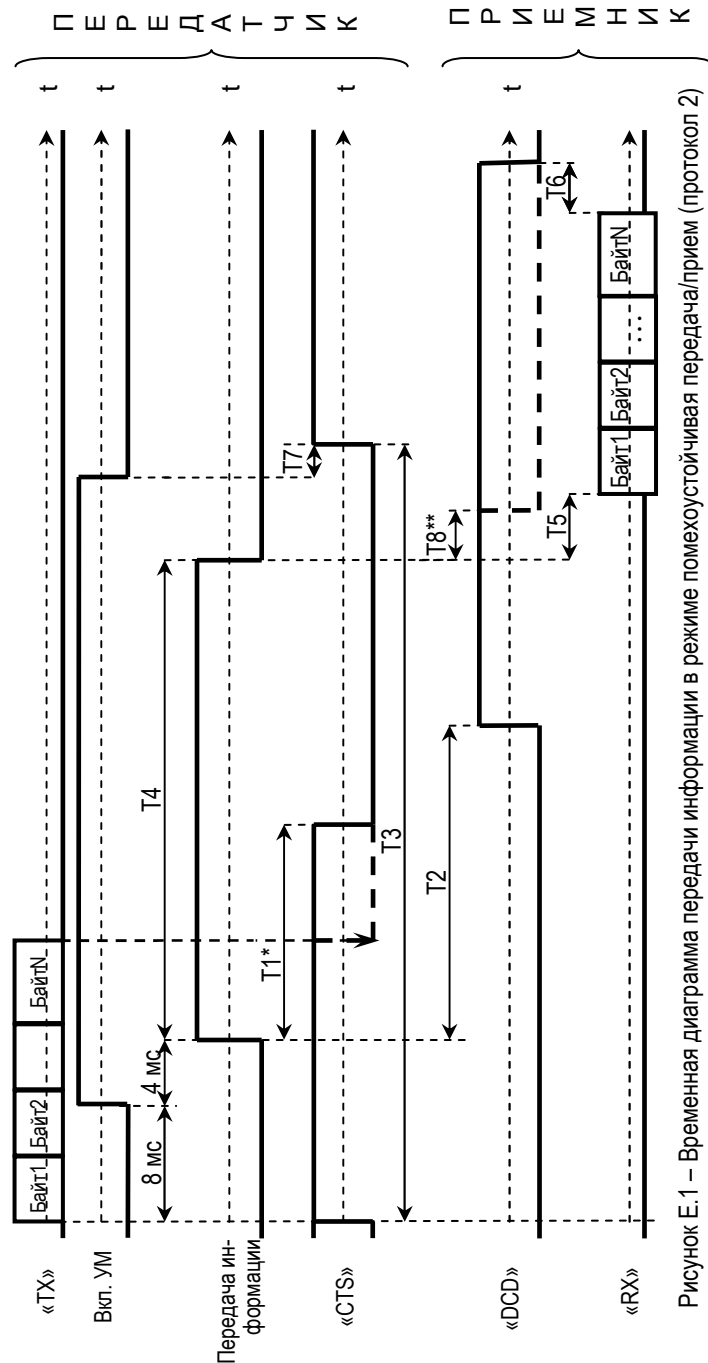 «TX»
Байт1
Байт2
БайтN
t
Вкл. УМ
8 мс
4 мс
t
T4
Передача ин-
формации
t
T1*
T7
«CTS»
t
T3
ПЕРЕДАТЧИК
T2
T8**
«DCD»
t
T5
T6
«RX»
Байт1
Байт2
...
БайтN
t
ПРИЕМНИК
Рисунок Е.1 – Временная диаграмма передачи информации в режиме помехоустойчивая передача/прием (протокол 2)